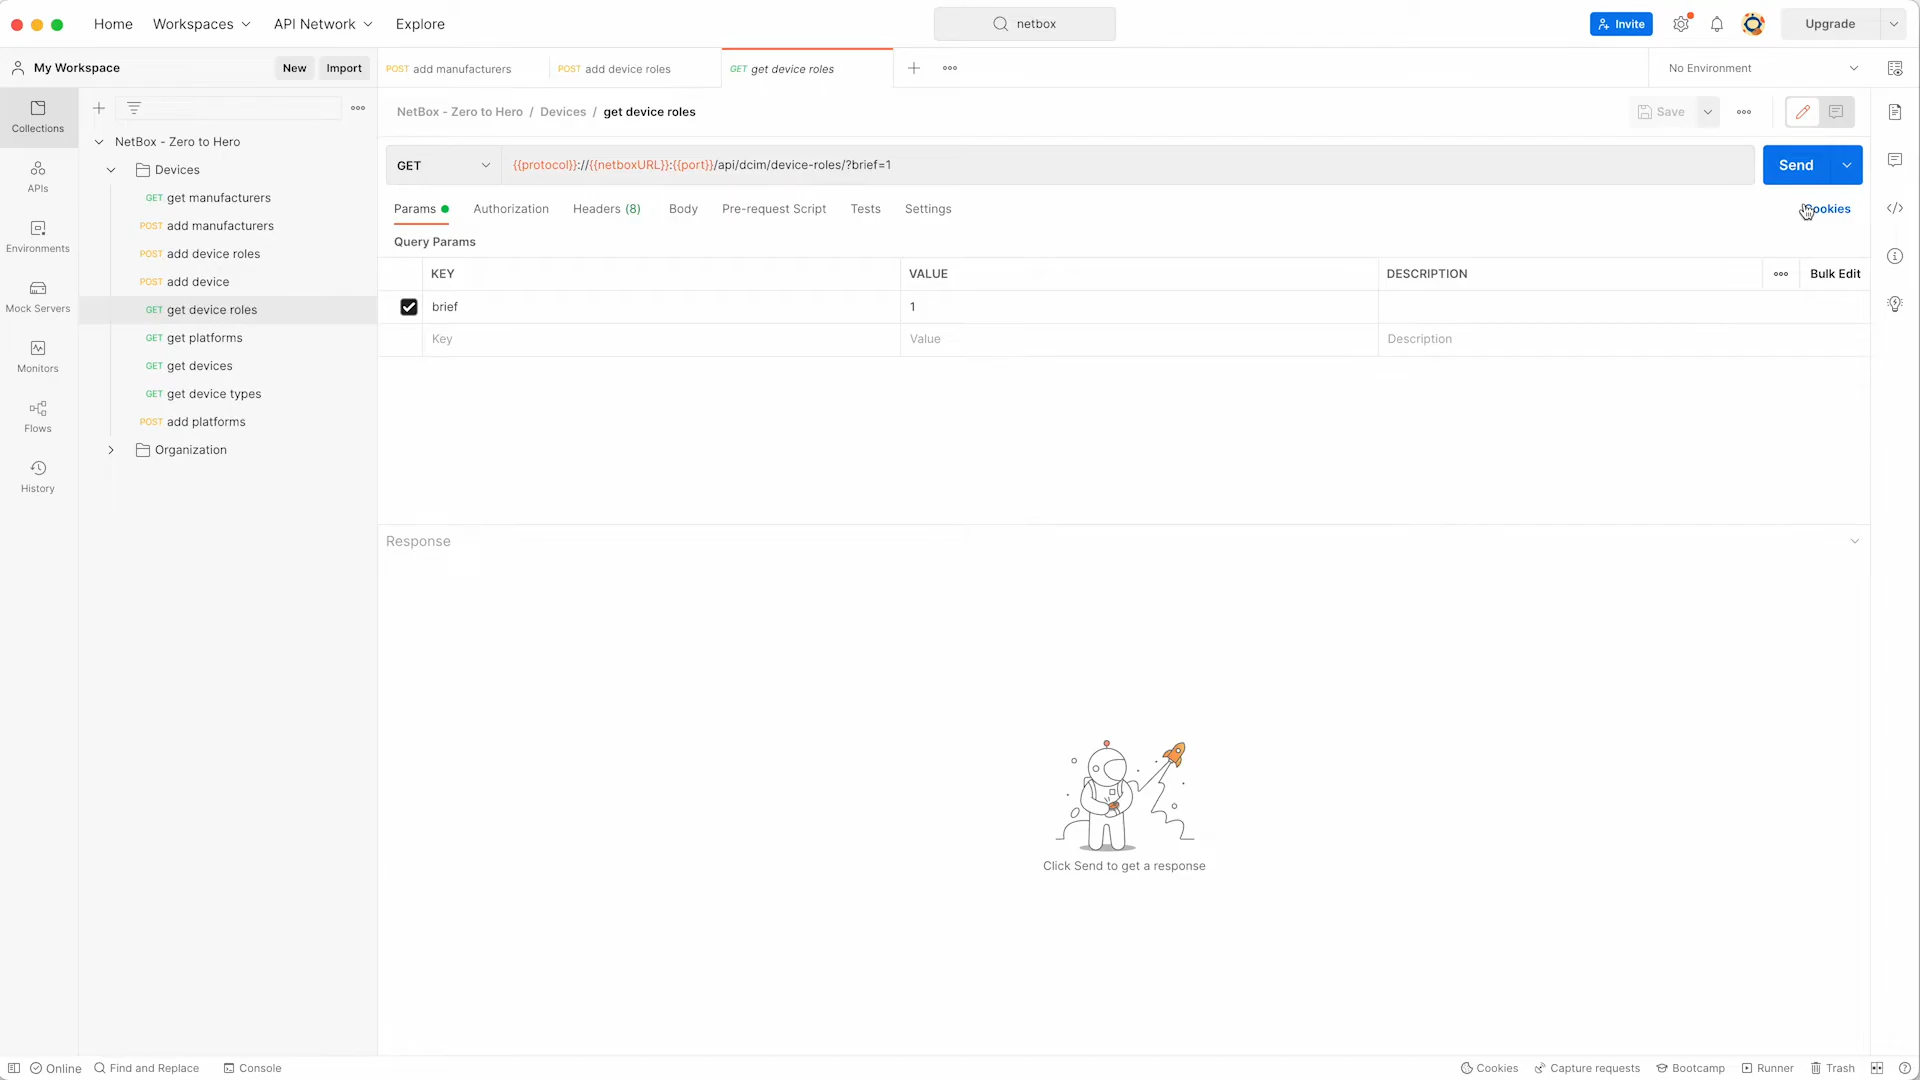 Home Workspaces API Network Explore netbox Invite Upgrade
My Workspace New Import POST add manufacturers POST add device roles GET get device roles No Environment
NetBox - Zero to Hero / Devices / get device roles Save
Collections
APIs
Environments
Mock Servers
Monitors
Flows
History
NetBox - Zero to Hero
Devices
GET get manufacturers
POST add manufacturers
POST add device roles
POST add device
GET get device roles
GET get platforms
GET get devices
GET get device types
POST add platforms
Organization
GET {{protocol}}://{{netboxURL}}:{{port}}/api/dcim/device-roles/?brief=1 Send
Params Authorization Headers (8) Body Pre-request Script Tests Settings Cookies
Query Params
KEY VALUE DESCRIPTION Bulk Edit
brief 1
Key Value Description
Response
Click Send to get a response
Online Find and Replace Console Cookies Capture requests Bootcamp Runner Trash